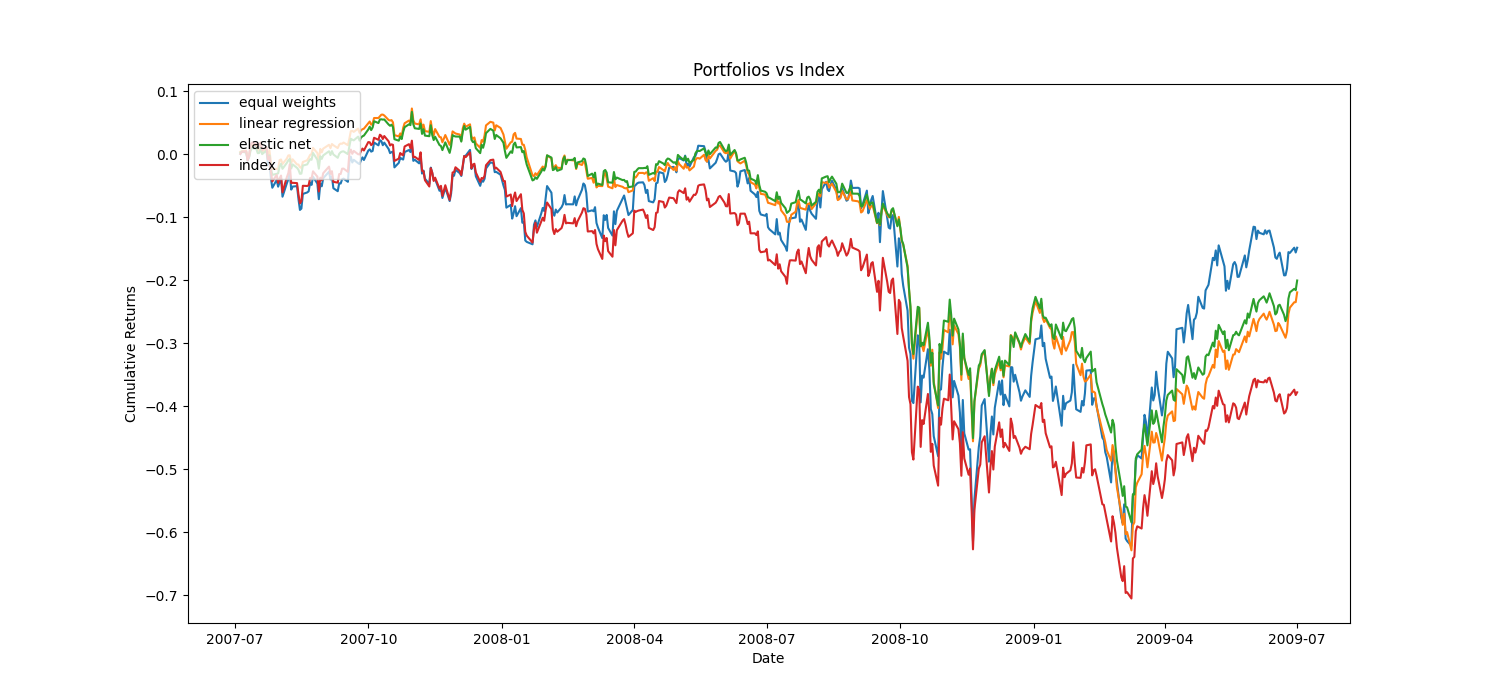 Portfolios vs Index
equal weights
linear regression
elastic net
index
Cumulative Returns
0.1
0.0
−0.1
−0.2
−0.3
−0.4
−0.5
−0.6
−0.7
2007-07 2007-10 2008-01 2008-04 2008-07 2008-10 2009-01 2009-04 2009-07
Date